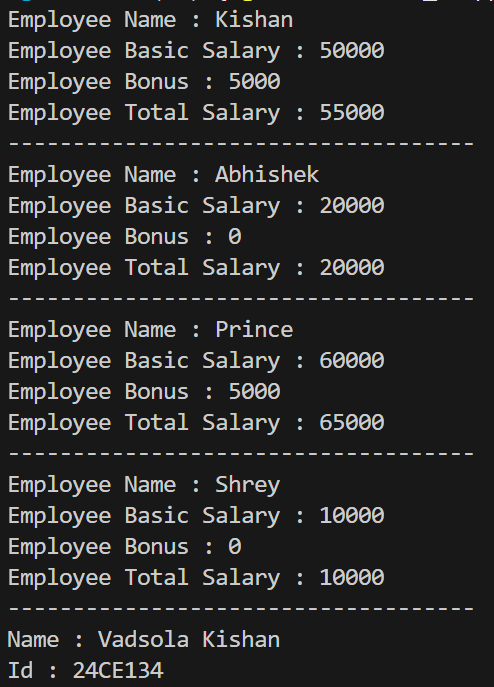 Employee Name : Kishan
Employee Basic Salary : 50000
Employee Bonus : 5000
Employee Total Salary : 55000
------------------------------------
Employee Name : Abhishek
Employee Basic Salary : 20000
Employee Bonus : 0
Employee Total Salary : 20000
------------------------------------
Employee Name : Prince
Employee Basic Salary : 60000
Employee Bonus : 5000
Employee Total Salary : 65000
------------------------------------
Employee Name : Shrey
Employee Basic Salary : 10000
Employee Bonus : 0
Employee Total Salary : 10000
------------------------------------
Name : Vadsola Kishan
Id : 24CE134